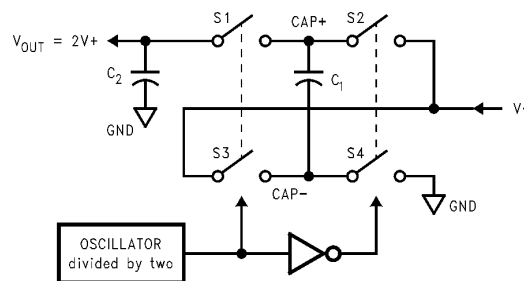 S1
CAP+
S2
V_OUT = 2V+
C_2
C_1
GND
V+
S3
S4
CAP-
GND
OSCILLATOR
divided by two